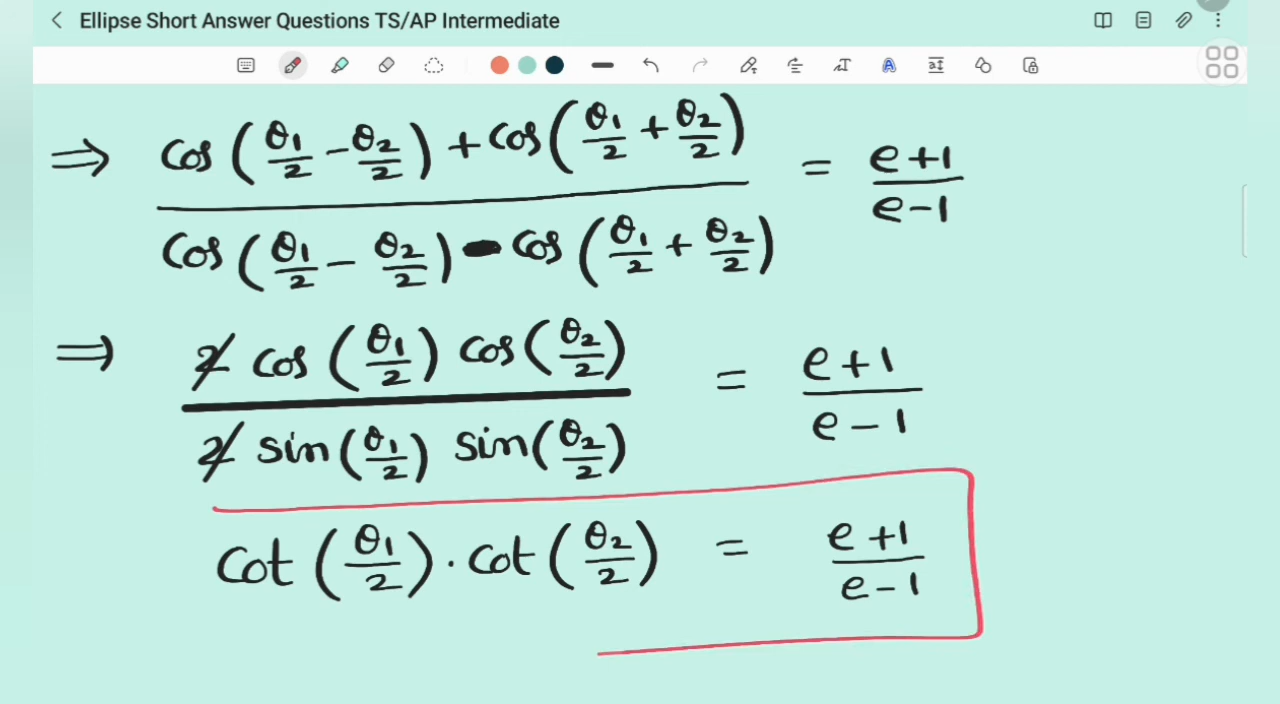 Ellipse Short Answer Questions TS/AP Intermediate
⇒ cos(θ₁/2 − θ₂/2) + cos(θ₁/2 + θ₂/2) / cos(θ₁/2 − θ₂/2) − cos(θ₁/2 + θ₂/2) = e+1 / e−1
⇒ 2 cos(θ₁/2) cos(θ₂/2) / 2 sin(θ₁/2) sin(θ₂/2) = e+1 / e−1
cot(θ₁/2) · cot(θ₂/2) = e+1 / e−1